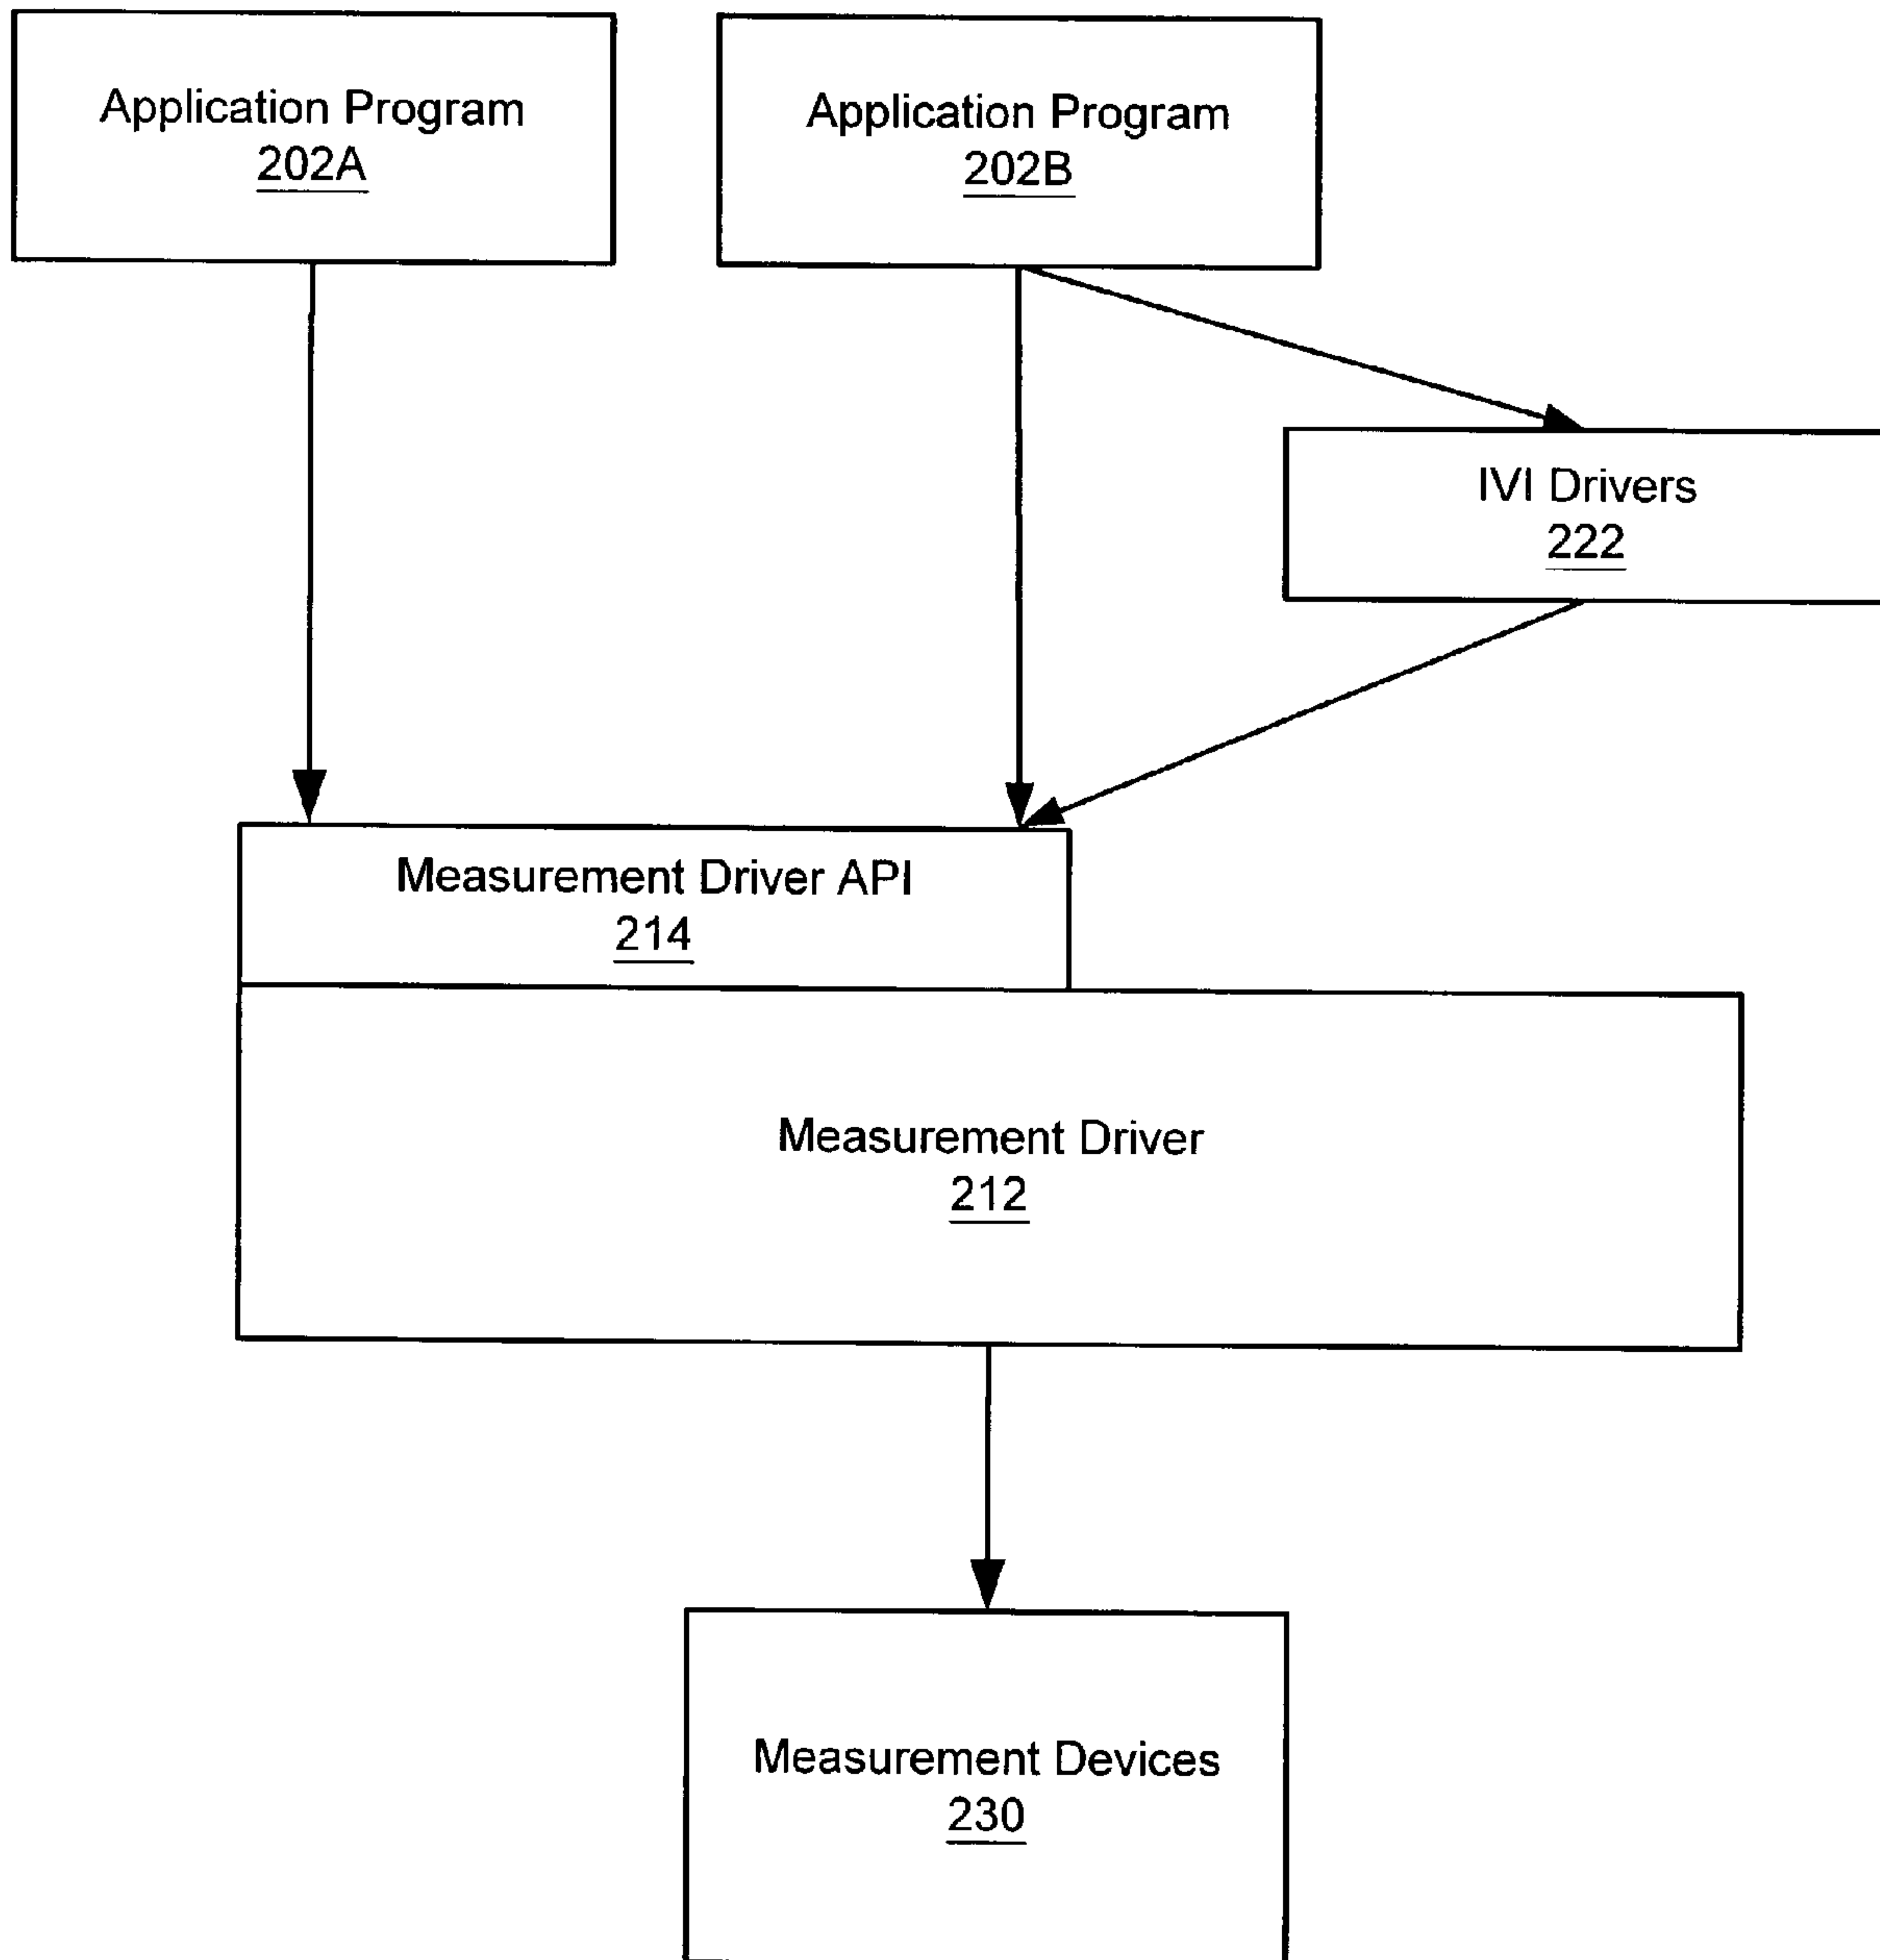 Application Program
202A
Application Program
202B
IVI Drivers
222
Measurement Driver API
214
Measurement Driver
212
Measurement Devices
230